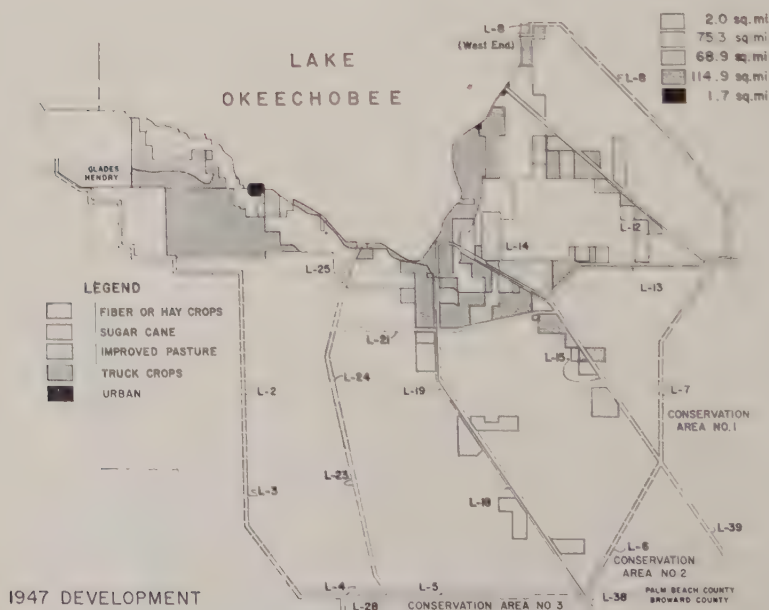 L-8
(West End)
2.0 sq.mi
75.3 sq.mi
68.9 sq.mi
114.9 sq.mi
1.7 sq.mi
LAKE
OKEECHOBEE
L-8
GLADES
HENDRY
L-12
L-14
L-13
L-25
LEGEND
FIBER OR HAY CROPS
SUGAR CANE
IMPROVED PASTURE
TRUCK CROPS
URBAN
L-21
L-24
L-19
L-15
L-2
L-7
CONSERVATION
AREA NO.1
L-3
L-23
L-18
L-39
L-6
CONSERVATION
AREA NO.2
L-4
L-5
L-38
PALM BEACH COUNTY
BROWARD COUNTY
1947 DEVELOPMENT
L-28
CONSERVATION AREA NO.3